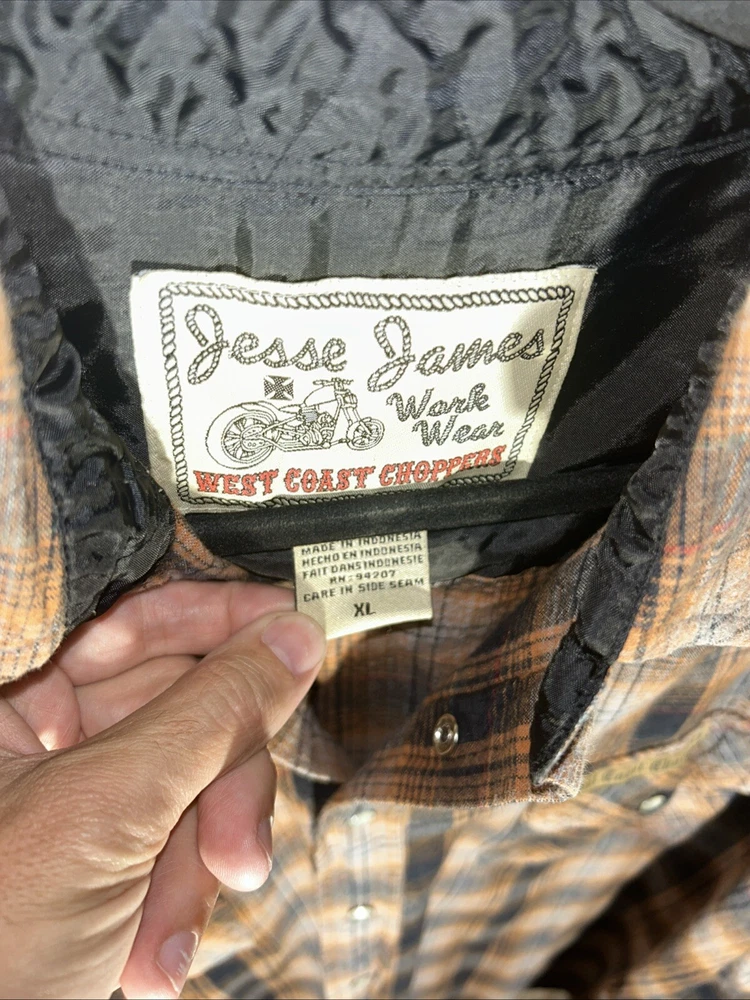 Jesse James
Work
Wear
WEST COAST CHOPPERS
MADE IN INDONESIA
HECHO EN INDONESIA
FAIT DANS INDONESIE
RN: 94207
CARE IN SIDE SEAM
XL